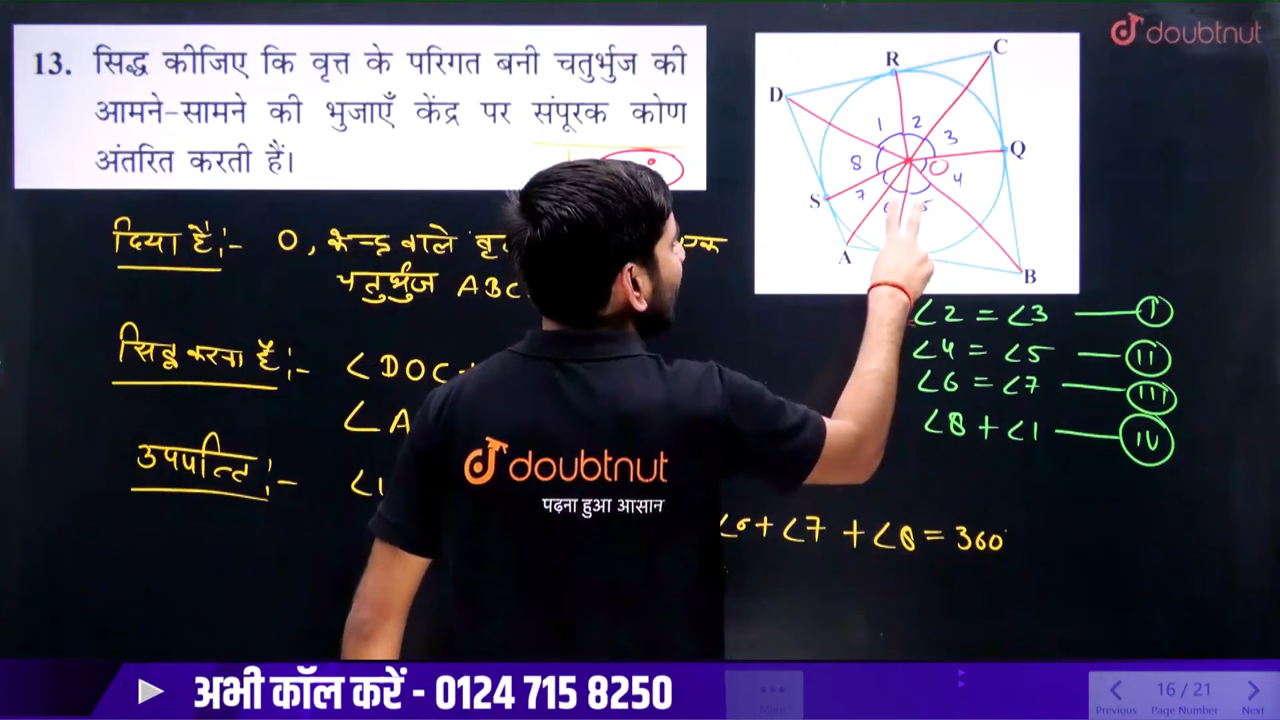 doubtnut
13. सिद्ध कीजिए कि वृत्त के परिगत बनी चतुर्भुज की
आमने-सामने की भुजाएँ केंद्र पर संपूरक कोण
अंतरित करती हैं।
R
C
D
1 2 3
8
O
Q
S
7
4
5
A
B
दिया है:- O, केन्द्र वाले
चतुर्भुज ABC
सिद्ध करना है:- ∠DOC
∠A
उपपत्ति:-
∠6+∠7+∠8=360°
∠2=∠3 — I
∠4=∠5 — II
∠6=∠7 — III
∠8+∠1 — IV
doubtnut
पढ़ना हुआ आसान
अभी कॉल करें - 0124 715 8250
More
16 / 21
Previous Page Number Next